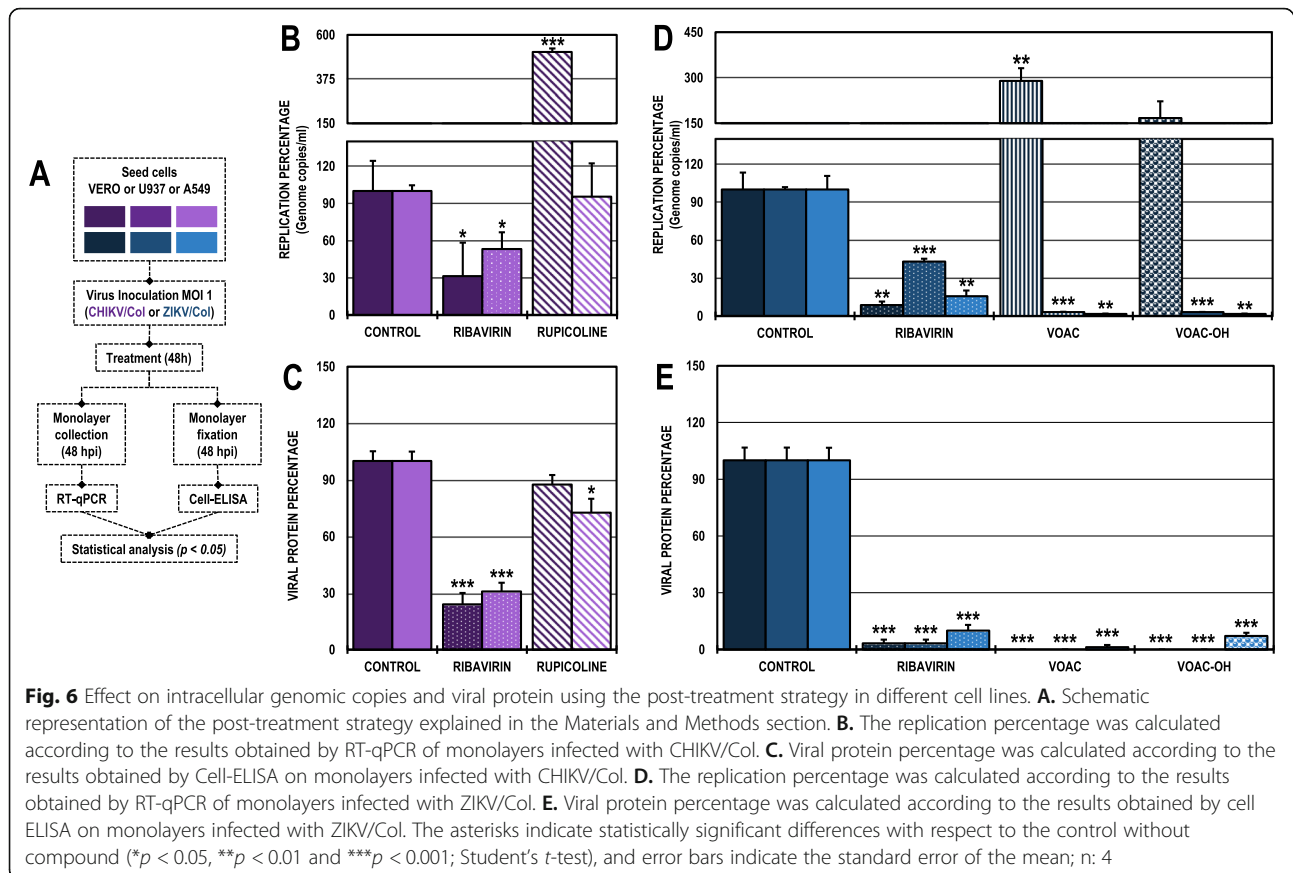 A
Seed cells
VERO or U937 or A549
Virus Inoculation MOI 1
(CHIKV/Col or ZIKV/Col)
Treatment (48h)
Monolayer
collection
(48 hpi)
Monolayer
fixation
(48 hpi)
RT-qPCR
Cell-ELISA
Statistical analysis (p < 0.05)
B
REPLICATION PERCENTAGE
(Genome copies/ml)
600
375
150
120
90
60
30
0
*
*
***
CONTROL
RIBAVIRIN
RUPICOLINE
C
VIRAL PROTEIN PERCENTAGE
150
120
90
60
30
0
***
***
*
CONTROL
RIBAVIRIN
RUPICOLINE
D
REPLICATION PERCENTAGE
(Genome copies/ml)
450
300
150
120
90
60
30
0
**
***
**
**
***
**
***
**
CONTROL
RIBAVIRIN
VOAC
VOAC-OH
E
VIRAL PROTEIN PERCENTAGE
150
120
90
60
30
0
***
***
***
***
***
***
***
***
***
CONTROL
RIBAVIRIN
VOAC
VOAC-OH
Fig. 6 Effect on intracellular genomic copies and viral protein using the post-treatment strategy in different cell lines. A. Schematic
representation of the post-treatment strategy explained in the Materials and Methods section. B. The replication percentage was calculated
according to the results obtained by RT-qPCR of monolayers infected with CHIKV/Col. C. Viral protein percentage was calculated according to the
results obtained by Cell-ELISA on monolayers infected with CHIKV/Col. D. The replication percentage was calculated according to the results
obtained by RT-qPCR of monolayers infected with ZIKV/Col. E. Viral protein percentage was calculated according to the results obtained by cell
ELISA on monolayers infected with ZIKV/Col. The asterisks indicate statistically significant differences with respect to the control without
compound (*p < 0.05, **p < 0.01 and ***p < 0.001; Student's t-test), and error bars indicate the standard error of the mean; n: 4